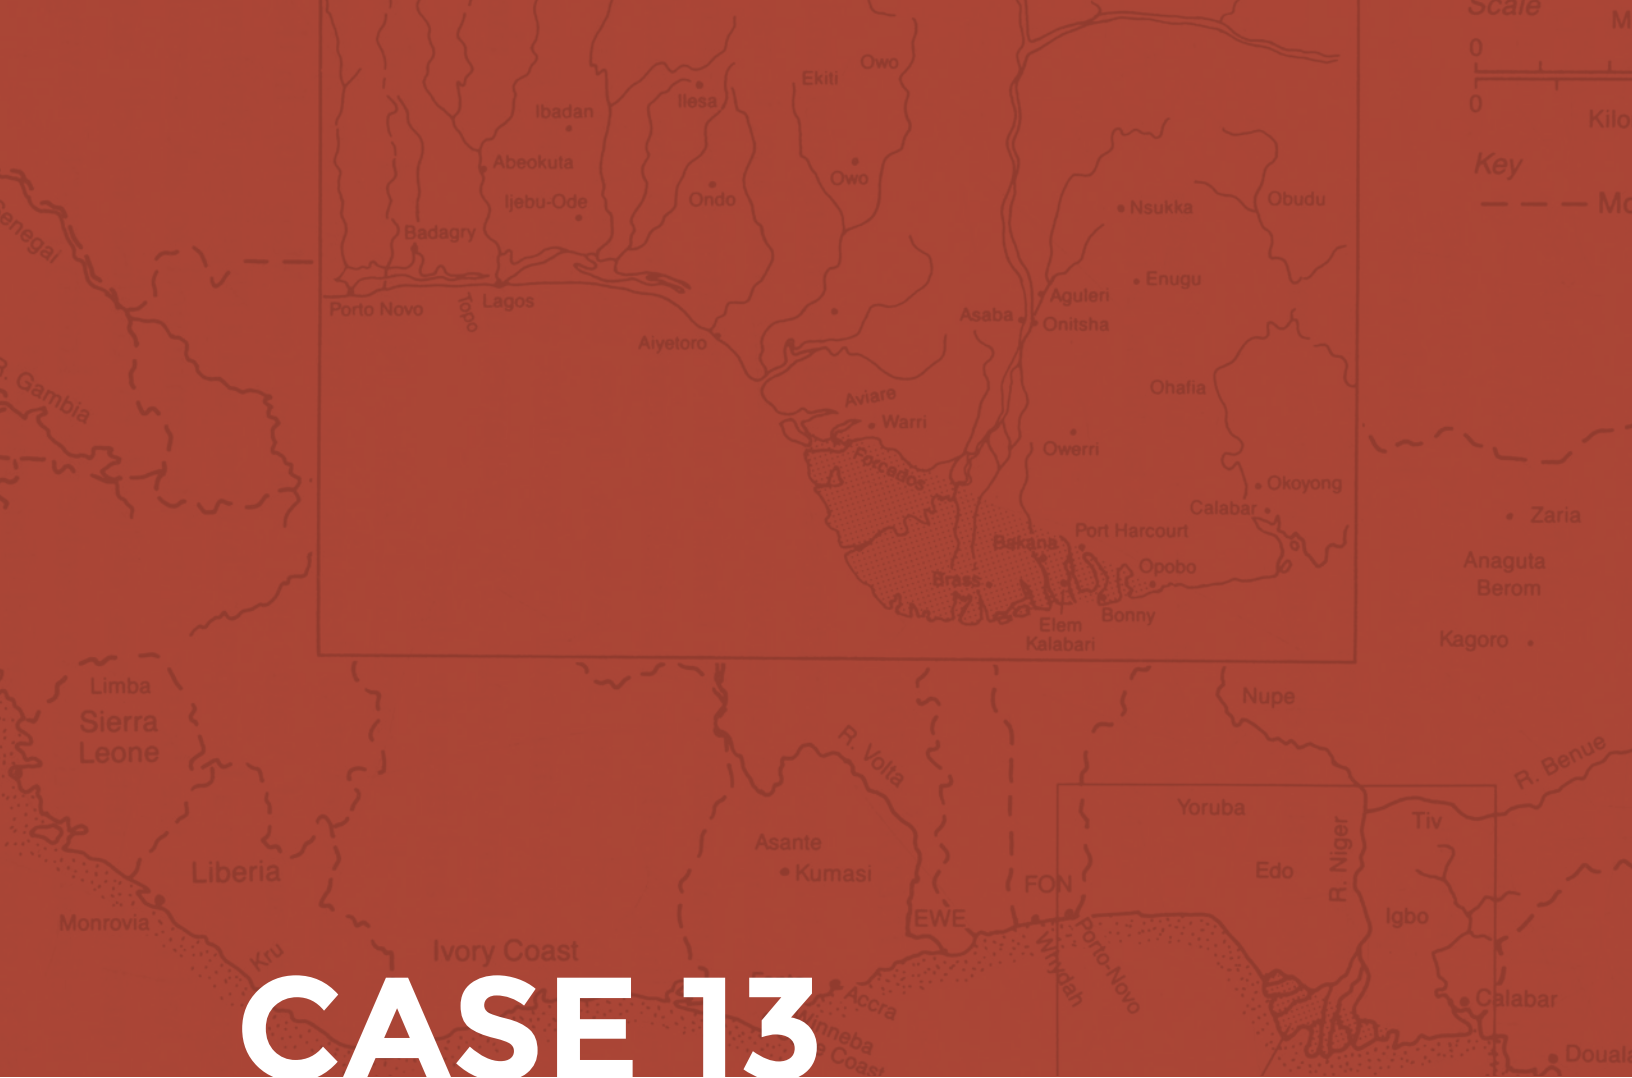 Scale
0
0
Kilo
Key
Owo
Ekiti
Ilesa
Ibadan
Abeokuta
Owo
Ijebu-Ode
Ondo
Nsukka
Obudu
Badagry
Enugu
Aguleri
Porto Novo
Topo
Lagos
Asaba
Onitsha
Aiyetoro
R. Gambia
Ohafia
Aviare
Warri
Owerri
Forcados
Okoyong
Calabar
Zaria
Port Harcourt
Bakana
Anaguta
Berom
Brass
Opobo
Bonny
Elem
Kalabari
Kagoro
Limba
Sierra
Leone
Nupe
R. Volta
R. Benue
Yoruba
Tiv
R. Niger
Asante
Kumasi
Liberia
Edo
FON
EWE
Igbo
Monrovia
Kru
Ivory Coast
Whydah
Porto-Novo
Accra
Calabar
Winneba
Coast
Douala
CASE 13